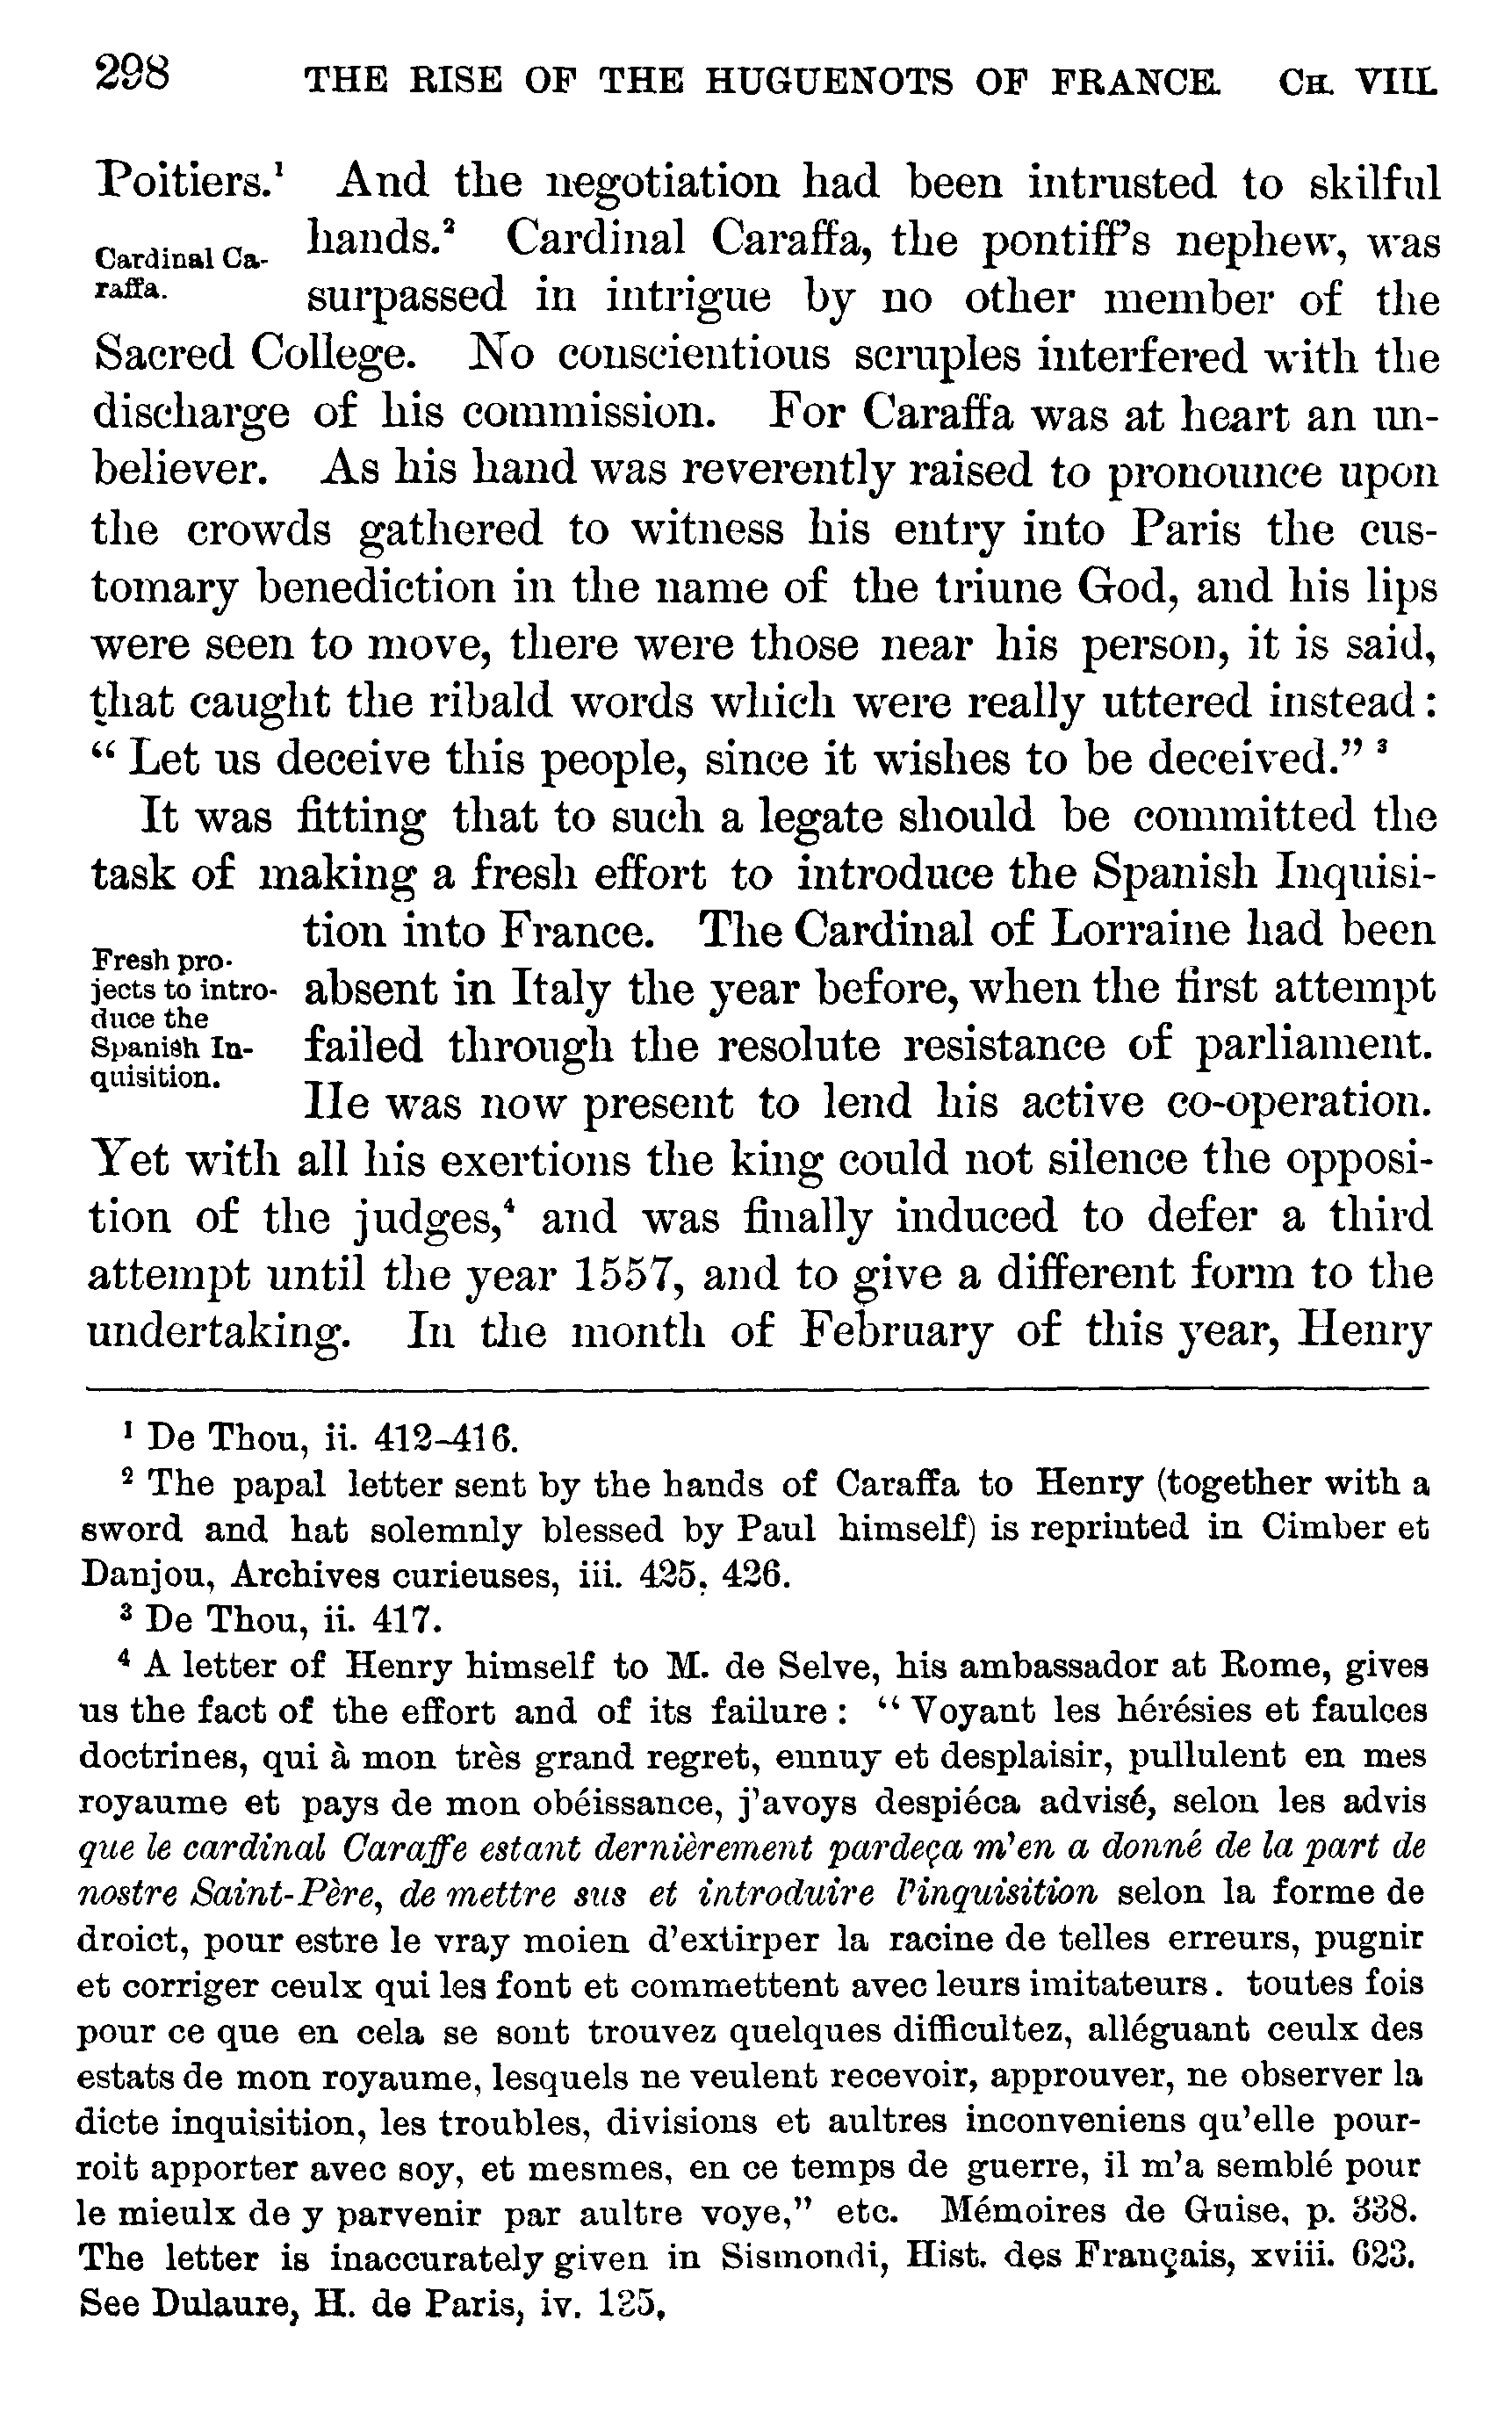 298 THE RISE OF THE HUGUENOTS OF FRANCE. CH. VIII.
Poitiers.¹ And the negotiation had been intrusted to skilful
hands.² Cardinal Caraffa, the pontiff's nephew, was
Cardinal Ca-
raffa.
surpassed in intrigue by no other member of the
Sacred College. No conscientious scruples interfered with the
discharge of his commission. For Caraffa was at heart an un-
believer. As his hand was reverently raised to pronounce upon
the crowds gathered to witness his entry into Paris the cus-
tomary benediction in the name of the triune God, and his lips
were seen to move, there were those near his person, it is said,
that caught the ribald words which were really uttered instead:
“Let us deceive this people, since it wishes to be deceived.” ³
It was fitting that to such a legate should be committed the
task of making a fresh effort to introduce the Spanish Inquisi-
tion into France. The Cardinal of Lorraine had been
Fresh pro-
jects to intro-
duce the
Spanish In-
quisition.
absent in Italy the year before, when the first attempt
failed through the resolute resistance of parliament.
He was now present to lend his active co-operation.
Yet with all his exertions the king could not silence the opposi-
tion of the judges,⁴ and was finally induced to defer a third
attempt until the year 1557, and to give a different form to the
undertaking. In the month of February of this year, Henry
¹ De Thou, ii. 412–416.
² The papal letter sent by the hands of Caraffa to Henry (together with a
sword and hat solemnly blessed by Paul himself) is reprinted in Cimber et
Danjou, Archives curieuses, iii. 425, 426.
³ De Thou, ii. 417.
⁴ A letter of Henry himself to M. de Selve, his ambassador at Rome, gives
us the fact of the effort and of its failure: “Voyant les hérésies et faulces
doctrines, qui à mon très grand regret, ennuy et desplaisir, pullulent en mes
royaume et pays de mon obéissance, j'avoys despiéca advisé, selon les advis
que le cardinal Caraffe estant dernièrement pardeça m'en a donné de la part de
nostre Saint-Père, de mettre sus et introduire l'inquisition selon la forme de
droict, pour estre le vray moien d'extirper la racine de telles erreurs, pugnir
et corriger ceulx qui les font et commettent avec leurs imitateurs. toutes fois
pour ce que en cela se sont trouvez quelques difficultez, alléguant ceulx des
estats de mon royaume, lesquels ne veulent recevoir, approuver, ne observer la
dicte inquisition, les troubles, divisions et aultres inconveniens qu'elle pour-
roit apporter avec soy, et mesmes, en ce temps de guerre, il m'a semblé pour
le mieulx de y parvenir par aultre voye,” etc. Mémoires de Guise, p. 338.
The letter is inaccurately given in Sismondi, Hist. des Français, xviii. 623.
See Dulaure, H. de Paris, iv. 135.